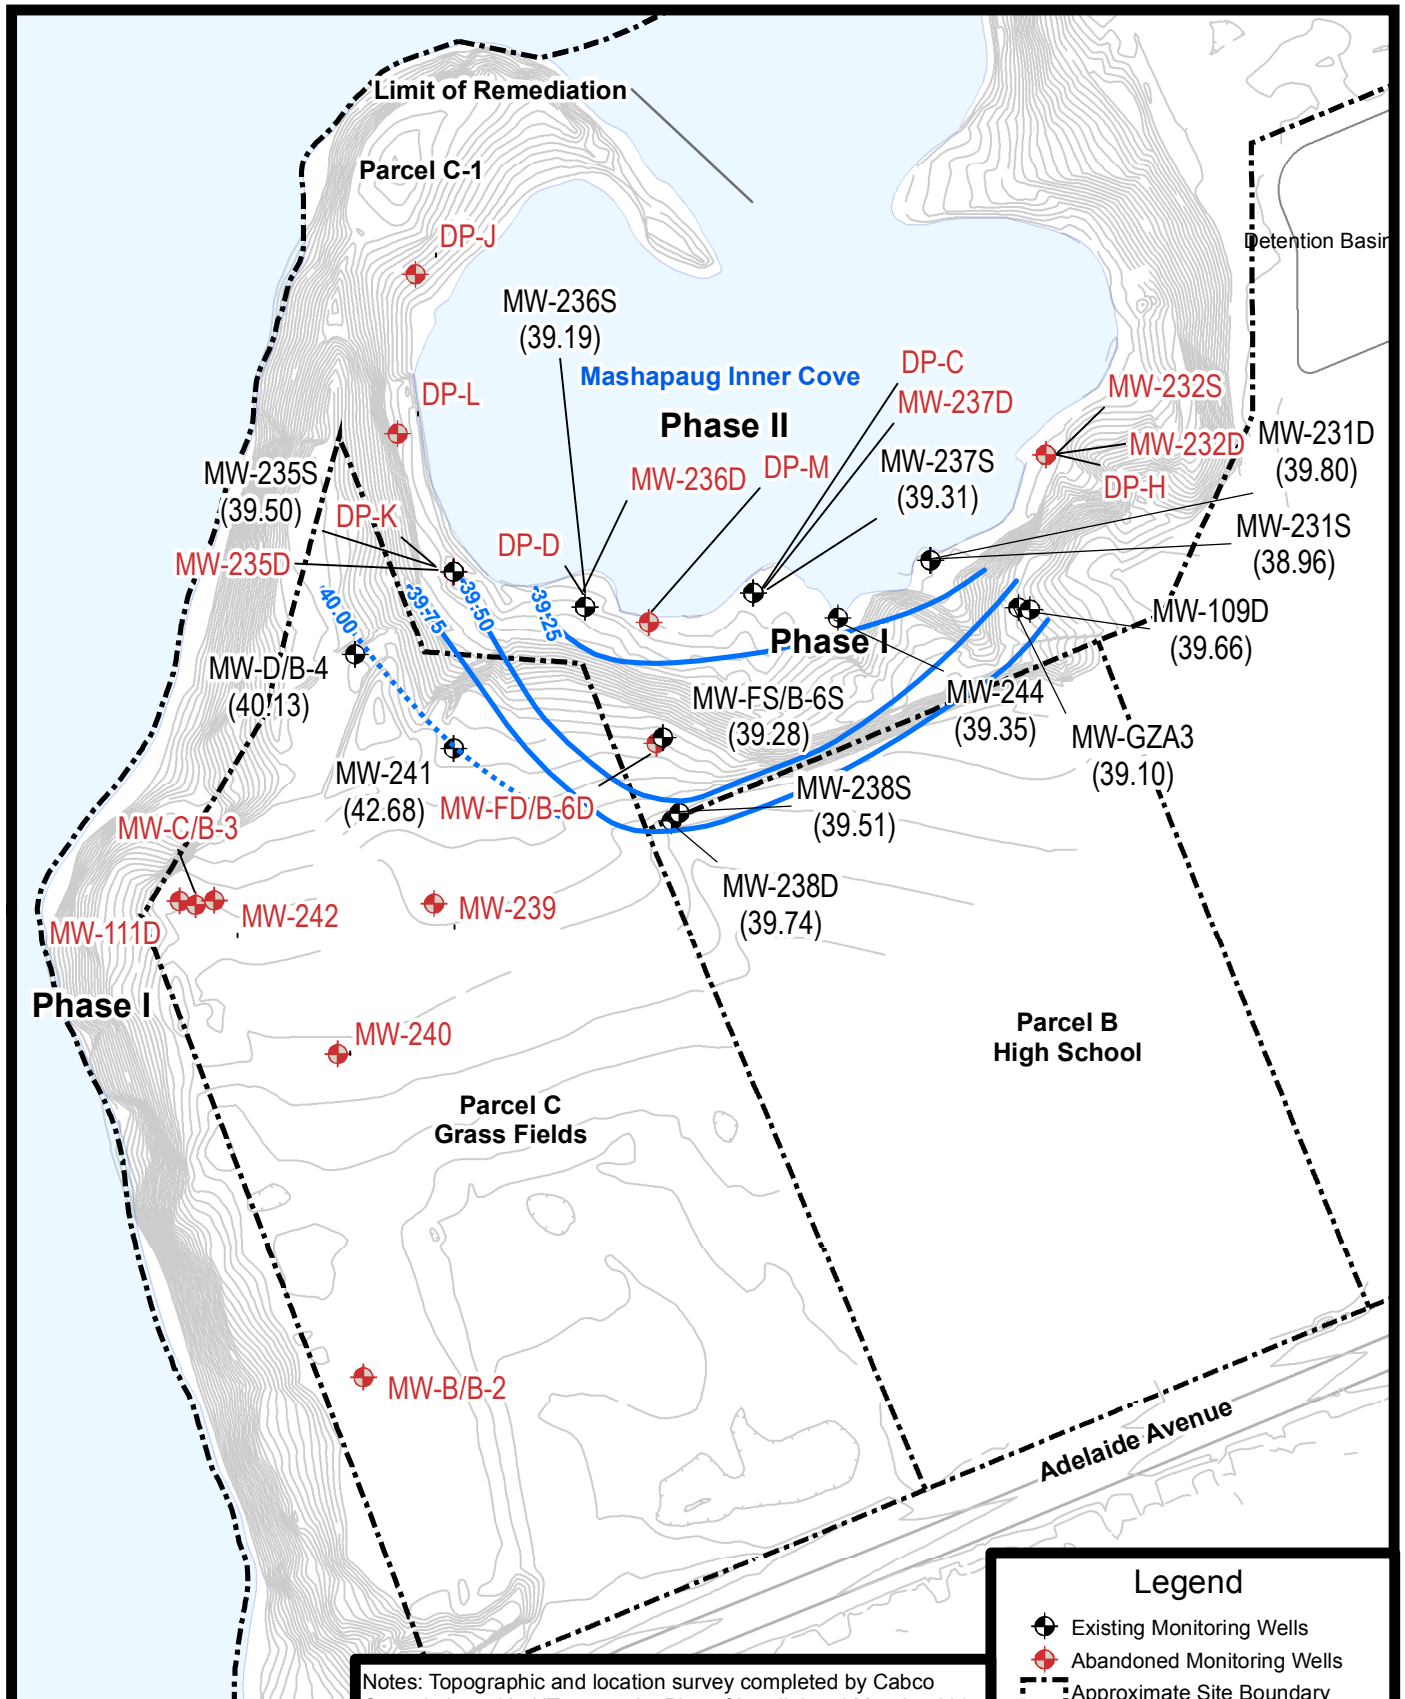 Limit of Remediation
Parcel C-1
DP-J
Detention Basin
MW-236S
(39.19)
Mashapaug Inner Cove
DP-C
MW-237D
DP-L
Phase II
MW-232S
MW-232D
DP-H
MW-231D
(39.80)
MW-237S
(39.31)
DP-M
MW-236D
MW-235S
(39.50)
DP-K
MW-235D
DP-D
MW-231S
(38.96)
40.00
39.75
39.50
39.25
MW-109D
(39.66)
Phase I
MW-D/B-4
(40.13)
MW-FS/B-6S
(39.28)
MW-244
(39.35)
MW-GZA3
(39.10)
MW-241
(42.68)
MW-FD/B-6D
MW-238S
(39.51)
MW-C/B-3
MW-238D
(39.74)
MW-242
MW-239
MW-111D
Phase I
MW-240
Parcel B
High School
Parcel C
Grass Fields
MW-B/B-2
Adelaide Avenue
Legend
Existing Monitoring Wells
Abandoned Monitoring Wells
Approximate Site Boundary
Notes: Topographic and location survey completed by Cabco